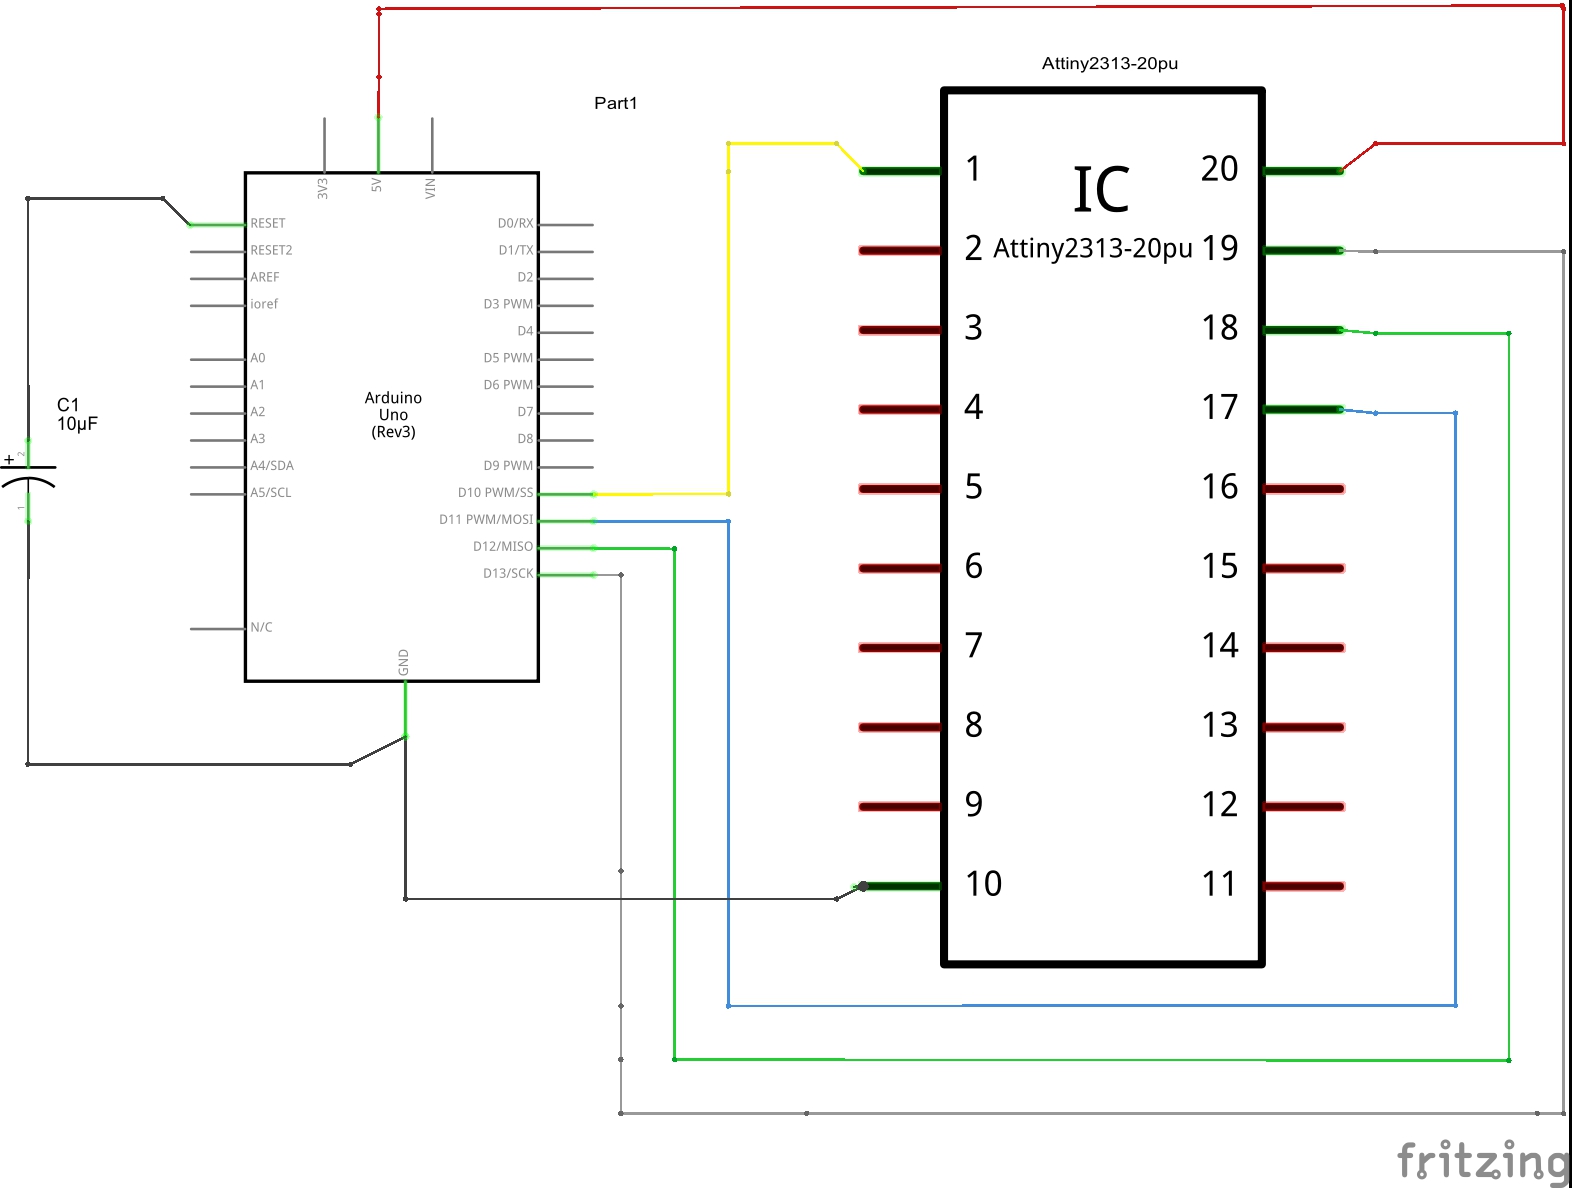 Attiny2313-20pu
Part1
3V3
5V
VIN
RESET
RESET2
AREF
ioref
A0
A1
A2
A3
A4/SDA
A5/SCL
N/C
Arduino
Uno
(Rev3)
D0/RX
D1/TX
D2
D3 PWM
D4
D5 PWM
D6 PWM
D7
D8
D9 PWM
D10 PWM/SS
D11 PWM/MOSI
D12/MISO
D13/SCK
GND
C1
10µF
+
2
1
IC
Attiny2313-20pu
1
2
3
4
5
6
7
8
9
10
20
19
18
17
16
15
14
13
12
11
fritzing